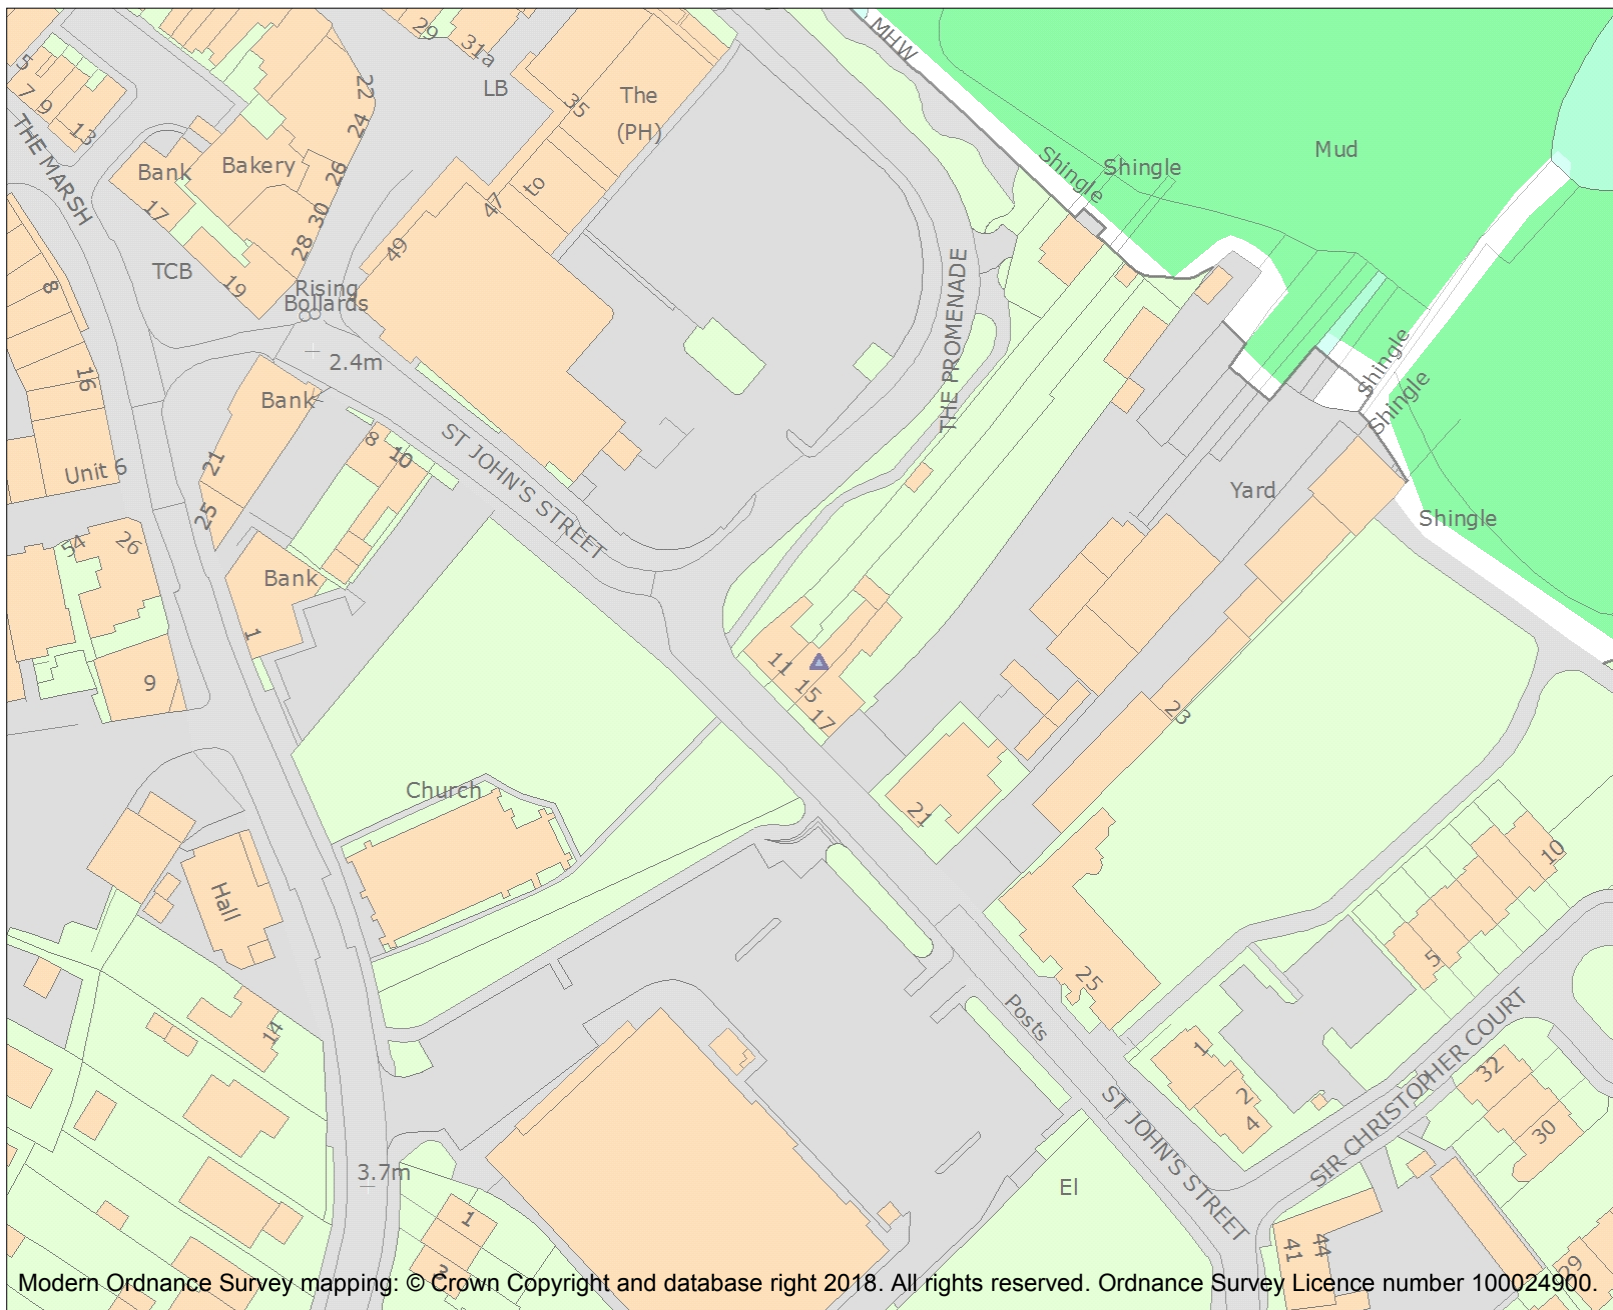 29
31a
LB
35
The
(PH)
MHW
22
24
5
7
9
13
THE MARSH
Bank
17
Bakery
26
30
28
to
47
49
Shingle
Shingle
Mud
8
TCB
19
Rising
Bollards
2.4m
THE PROMENADE
Shingle
Shingle
16
Bank
8
10
ST JOHN'S STREET
Unit 6
21
25
Yard
Shingle
54
26
Bank
1
9
11
15
17
23
Church
21
Hall
10
5
25
Posts
14
1
2
4
SIR CHRISTOPHER COURT
32
30
ST JOHN'S STREET
3.7m
El
1
3
41
44
29
Modern Ordnance Survey mapping: © Crown Copyright and database right 2018. All rights reserved. Ordnance Survey Licence number 100024900.